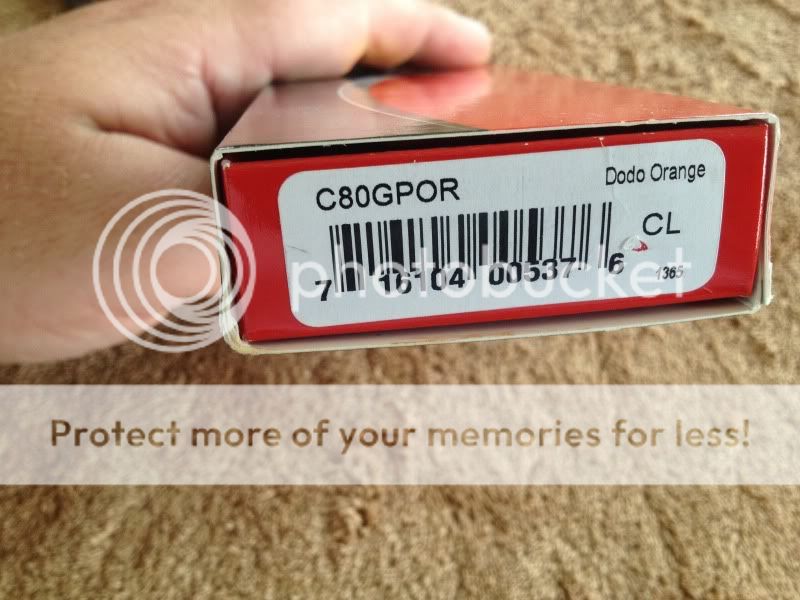 C80GPOR
Dodo Orange
CL
7 16104 00537 6
1365
photobucket
Protect more of your memories for less!